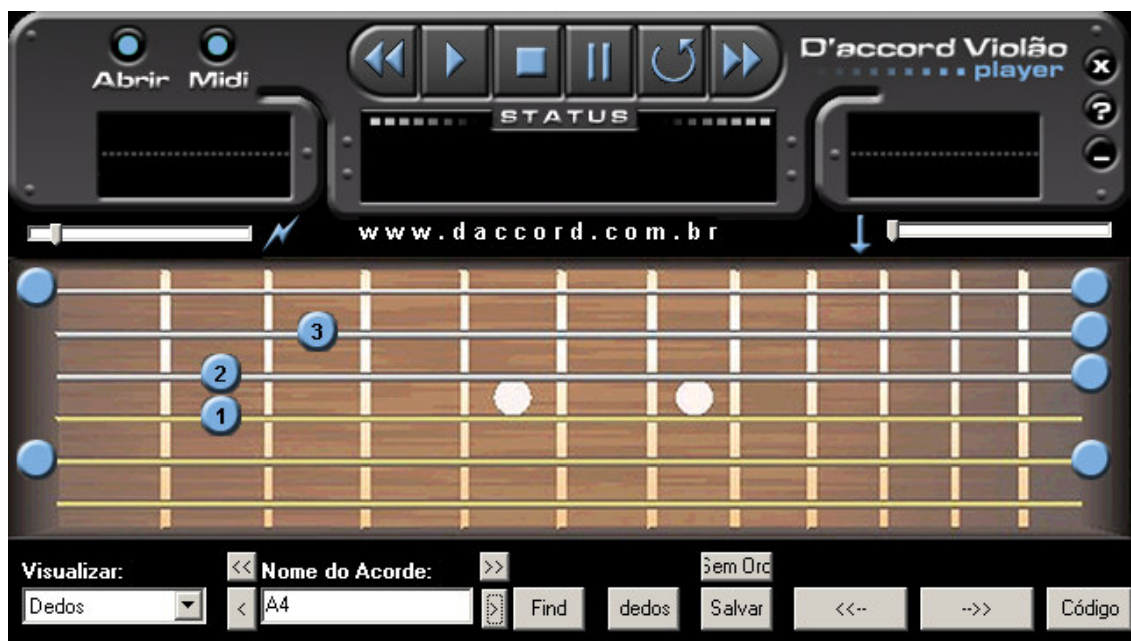 Abrir Midi
D'accord Violão
player
x
?
STATUS
www.daccord.com.br
3
2
1
Visualizar:
<< Nome do Acorde: >>
Sem Ord
Dedos < A4 > Find dedos Salvar <<-- -->> Código